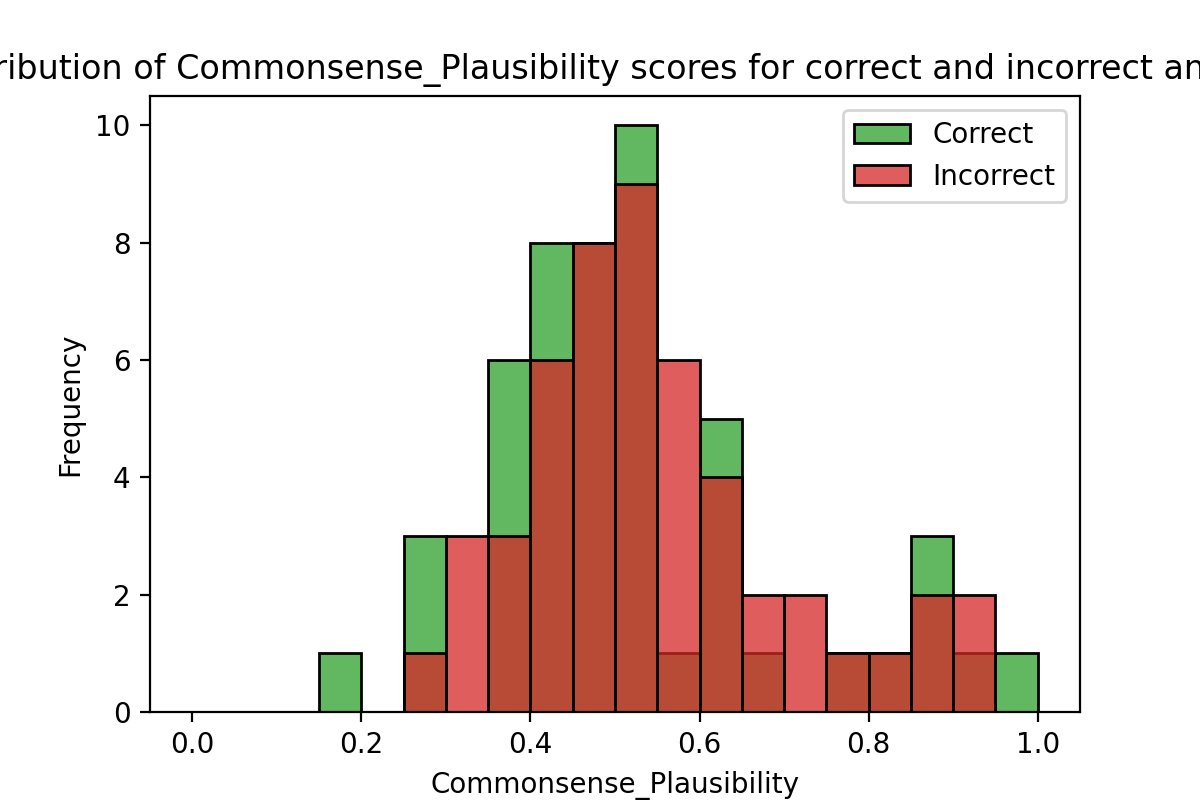 ribution of Commonsense_Plausibility scores for correct and incorrect an
Correct
Incorrect
10
8
6
4
2
0
Frequency
0.0 0.2 0.4 0.6 0.8 1.0
Commonsense_Plausibility